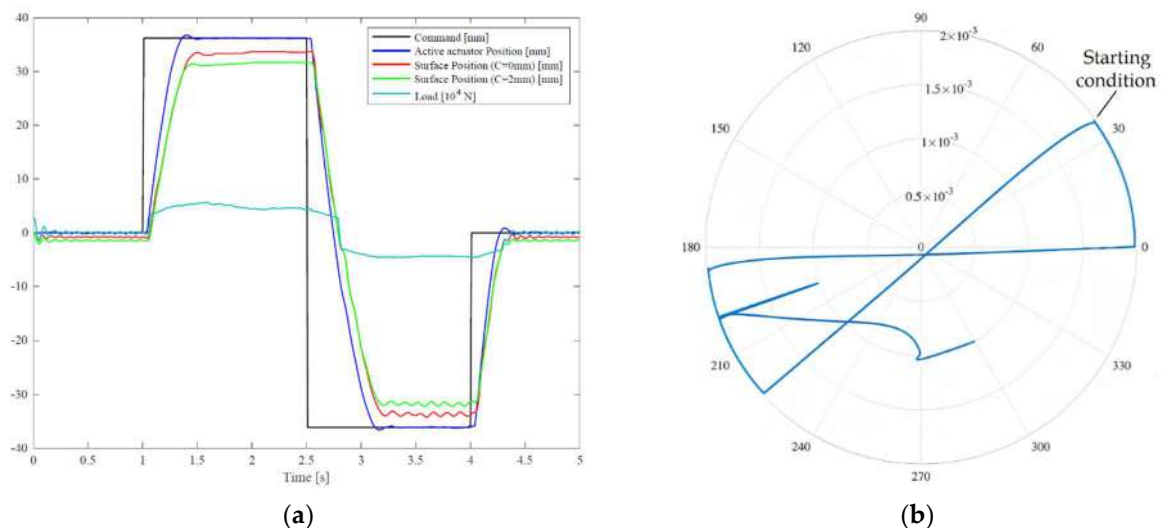 40
30
20
10
0
-10
-20
-30
-40
0 0.5 1 1.5 2 2.5 3 3.5 4 4.5 5
Time [s]
Command [mm]
Active actuator Position [mm]
Surface Position (C=0mm) [mm]
Surface Position (C=2mm) [mm]
Load [10⁴ N]
(a)
90
120
60
2×10⁻³
Starting
condition
150
1.5×10⁻³
30
1×10⁻³
0.5×10⁻³
180
0
0
210
330
240
300
270
(b)